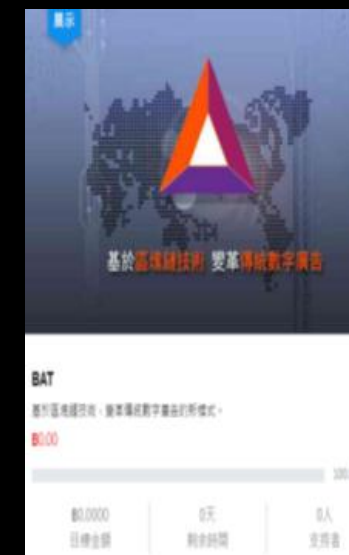 展示
基於區塊鏈技術 變革傳統數字廣告
BAT
基於區塊鏈技術，變革傳統數字廣告的新模式。
฿0.00
100.
฿0.0000
0天
0人
目標金額
剩余時間
支持者